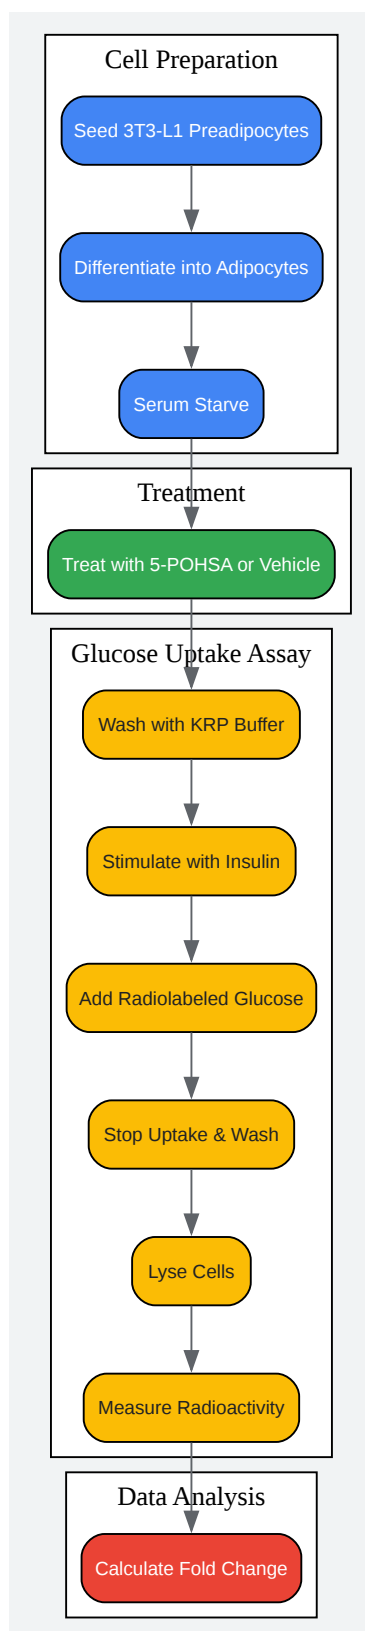 Cell Preparation
Seed 3T3-L1 Preadipocytes
Differentiate into Adipocytes
Serum Starve
Treatment
Treat with 5-POHSA or Vehicle
Glucose Uptake Assay
Wash with KRP Buffer
Stimulate with Insulin
Add Radiolabeled Glucose
Stop Uptake & Wash
Lyse Cells
Measure Radioactivity
Data Analysis
Calculate Fold Change